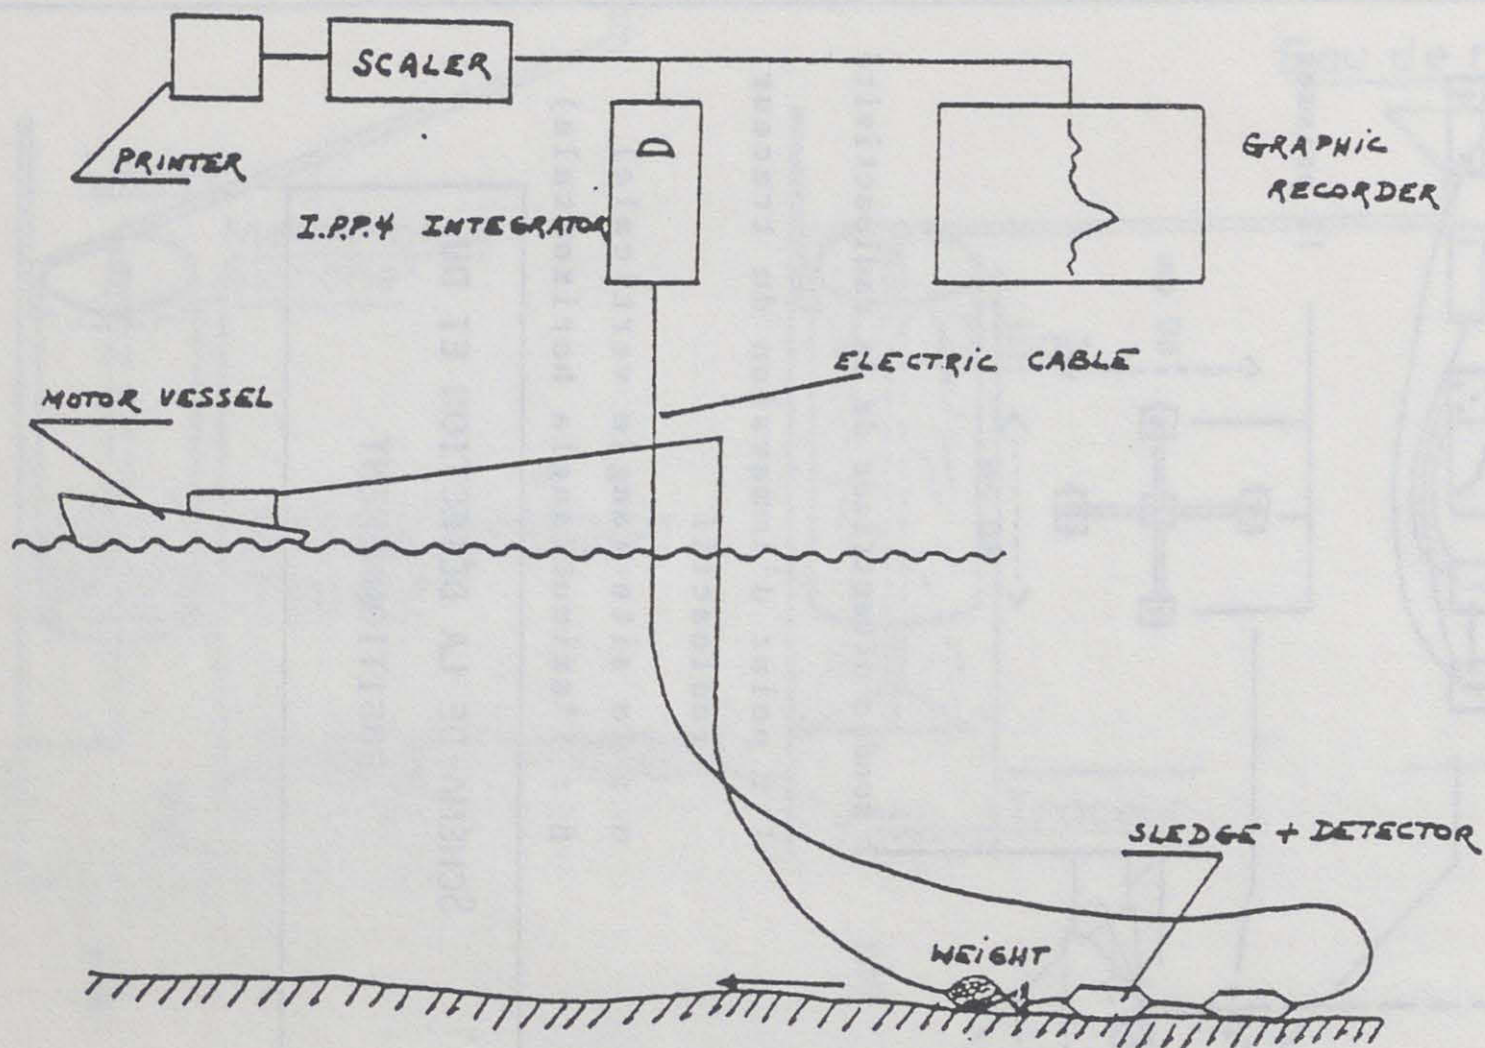 SCALER
PRINTER
I.P.P.4 INTEGRATOR
D
GRAPHIC
RECORDER
ELECTRIC CABLE
MOTOR VESSEL
SLEDGE + DETECTOR
WEIGHT